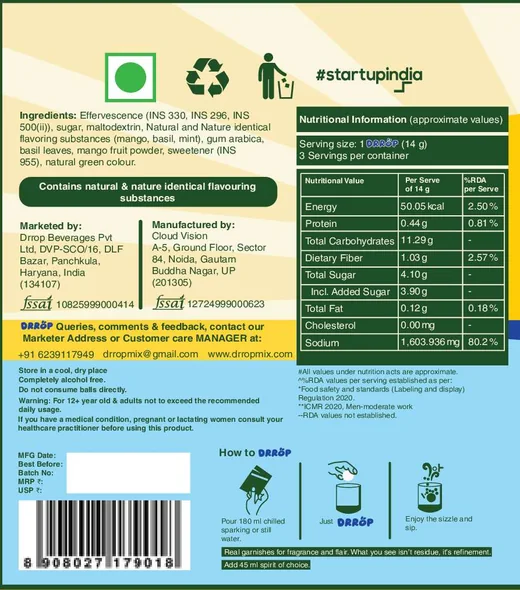 #startupindia
Ingredients: Effervescence (INS 330, INS 296, INS
500(ii)), sugar, maltodextrin, Natural and Nature identical
flavoring substances (mango, basil, mint), gum arabica,
basil leaves, mango fruit powder, sweetener (INS
955), natural green colour.
Contains natural & nature identical flavouring
substances
Marketed by:
Drrop Beverages Pvt
Ltd, DVP-SCO/16, DLF
Bazar, Panchkula,
Haryana, India
(134107)
fssai 10825999000414
Manufactured by:
Cloud Vision
A-5, Ground Floor, Sector
84, Noida, Gautam
Buddha Nagar, UP
(201305)
fssai 12724999000623
DRRÖP Queries, comments & feedback, contact our
Marketer Address or Customer care MANAGER at:
+91 6239117949 drropmix@gmail.com www.dropmix.com
Nutritional Information (approximate values)
Serving size: 1 DRRÖP (14 g)
3 Servings per container
Nutritional Value Per Serve of 14 g %RDA per Serve
Energy 50.05 kcal 2.50 %
Protein 0.44 g 0.81 %
Total Carbohydrates 11.29 g -
Dietary Fiber 1.03 g 2.57 %
Total Sugar 4.10 g -
Incl. Added Sugar 3.90 g -
Total Fat 0.12 g 0.18 %
Cholesterol 0.00 mg -
Sodium 1,603.936 mg 80.2 %
#All values under nutrition acts are approximate.
^%RDA values per serving established as per:
*Food safety and standards (Labeling and display)
Regulation 2020.
**ICMR 2020, Men-moderate work
--RDA values not established.
Store in a cool, dry place
Completely alcohol free.
Do not consume balls directly.
Warning: For 12+ year old & adults not to exceed the recommended
daily usage.
If you have a medical condition, pregnant or lactating women consult your
healthcare practitioner before using this product.
MFG Date:
Best Before:
Batch No:
MRP ₹:
USP ₹:
8 908027 179018
How to DRRÖP
Pour 180 ml chilled
sparking or still
water.
Just DRRÖP
Enjoy the sizzle and
sip.
Real garnishes for fragrance and flair. What you see isn't residue, it's refinement.
Add 45 ml spirit of choice.